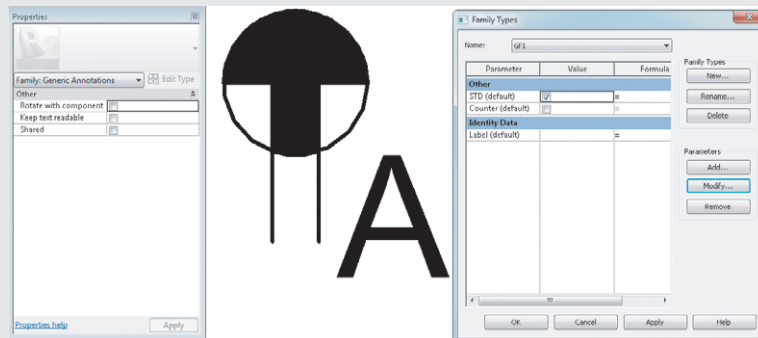 Properties
Family: Generic Annotations
Edit Type
Other
Rotate with component
Keep text readable
Shared
Properties help
Apply
A
Family Types
Name:
GFI
Parameter Value Formula
Other
STD (default) =
Counter (default) =
Identity Data
Label (default) =
Family Types
New...
Rename...
Delete
Parameters
Add...
Modify...
Remove
OK Cancel Apply Help